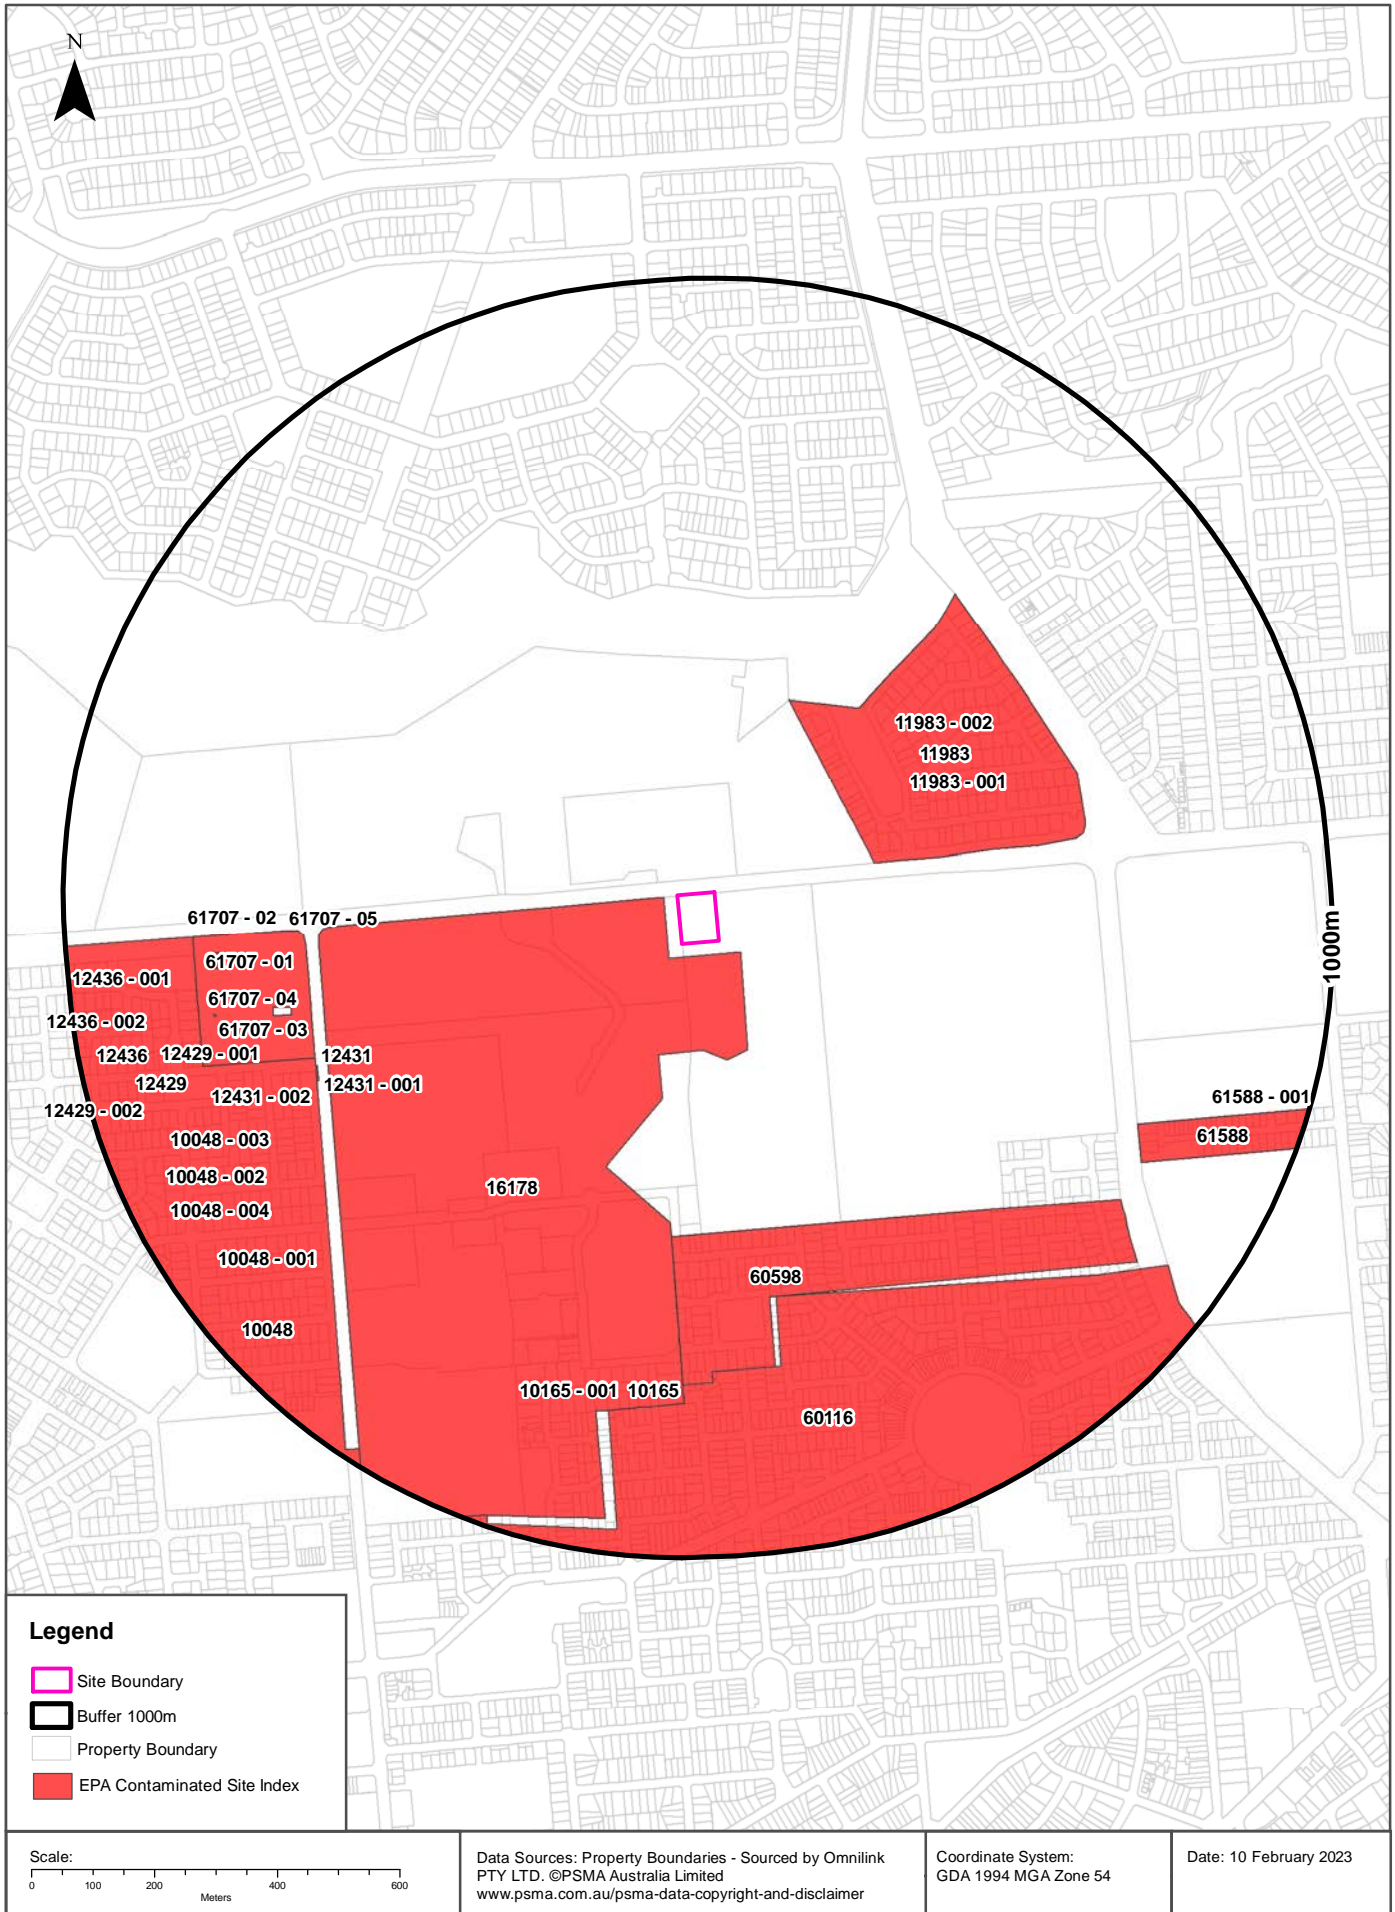 N
11983 - 002
11983
11983 - 001
61707 - 02 61707 - 05
1000m
61707 - 01
12436 - 001
61707 - 04
12436 - 002
61707 - 03
12436 12429 - 001 12431
12429 12431 - 001
12431 - 002
12429 - 002
61588 - 001
61588
10048 - 003
10048 - 002
16178
10048 - 004
10048 - 001
60598
10048
10165 - 001 10165
60116
Legend
Site Boundary
Buffer 1000m
Property Boundary
EPA Contaminated Site Index
Scale:
0 100 200 400 600
Meters
Data Sources: Property Boundaries - Sourced by Omnilink
PTY LTD. ©PSMA Australia Limited
www.psma.com.au/psma-data-copyright-and-disclaimer
Coordinate System:
GDA 1994 MGA Zone 54
Date: 10 February 2023